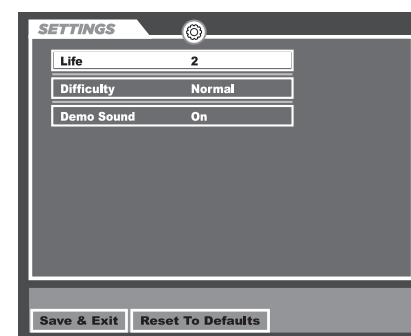 SETTINGS
Life 2
Difficulty Normal
Demo Sound On
Save & Exit Reset To Defaults